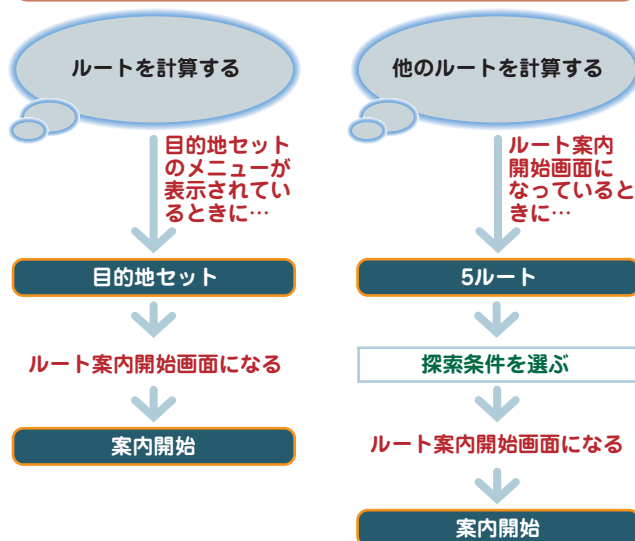 ルートを計算する
目的地セット
のメニューが
表示されてい
るときに…
目的地セット
ルート案内開始画面になる
案内開始
他のルートを計算する
ルート案内
開始画面に
なっていると
きに…
5ルート
探索条件を選ぶ
ルート案内開始画面になる
案内開始